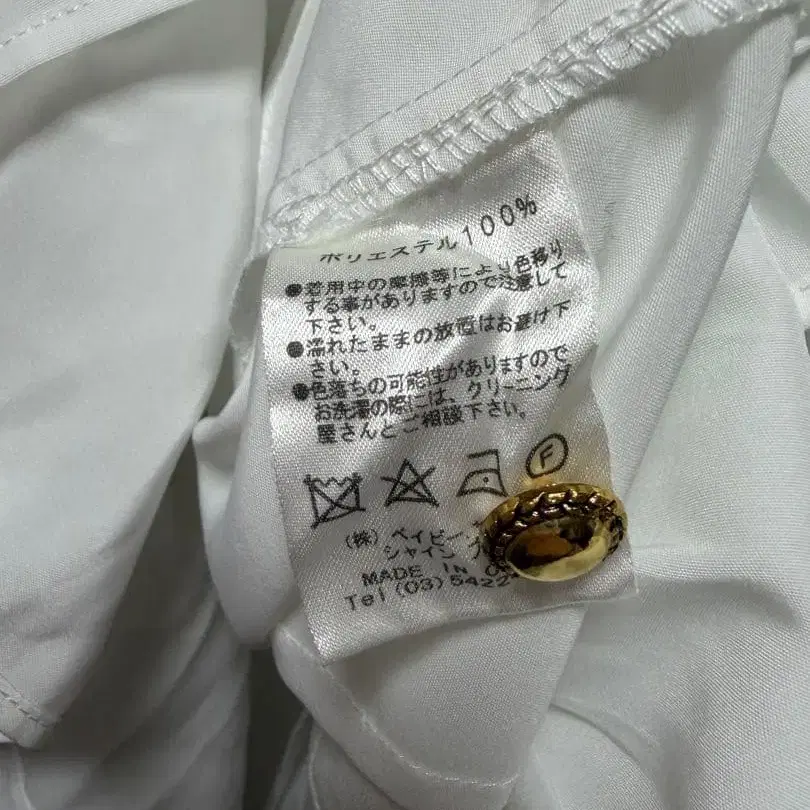 ポリエステル100%
●着用中の摩擦等により色移り
する事がありますので注意して
下さい。
●濡れたままの放置はお避け下
さい。
●色落ちの可能性がありますので
お洗濯の際には、クリーニング
屋さんとご相談下さい。
F
(株)ベイビー
シャイン
MADE IN
Tel(03)5422